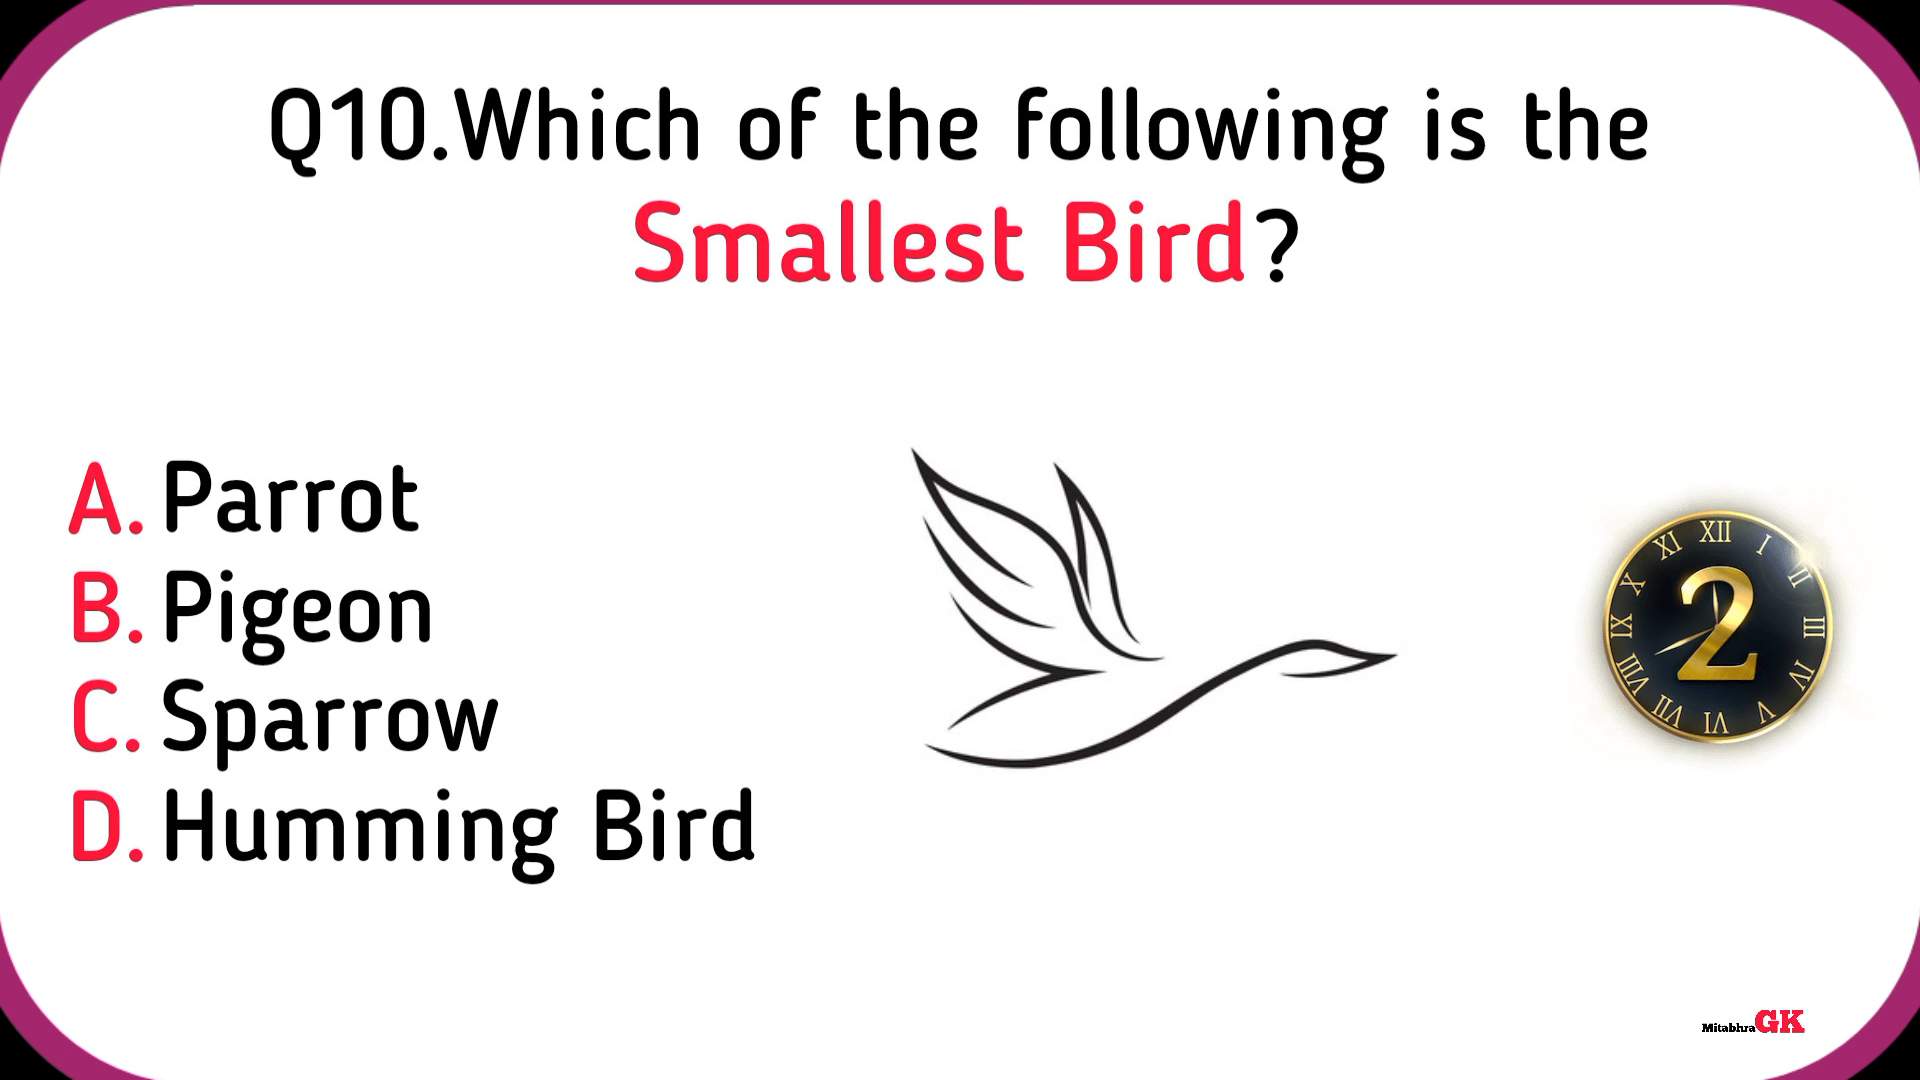 Q10.Which of the following is the
Smallest Bird?
A. Parrot
B. Pigeon
C. Sparrow
D. Humming Bird
XII
I
II
III
IV
V
VI
VII
VIII
XI
X
XI
2
MitabhraGK